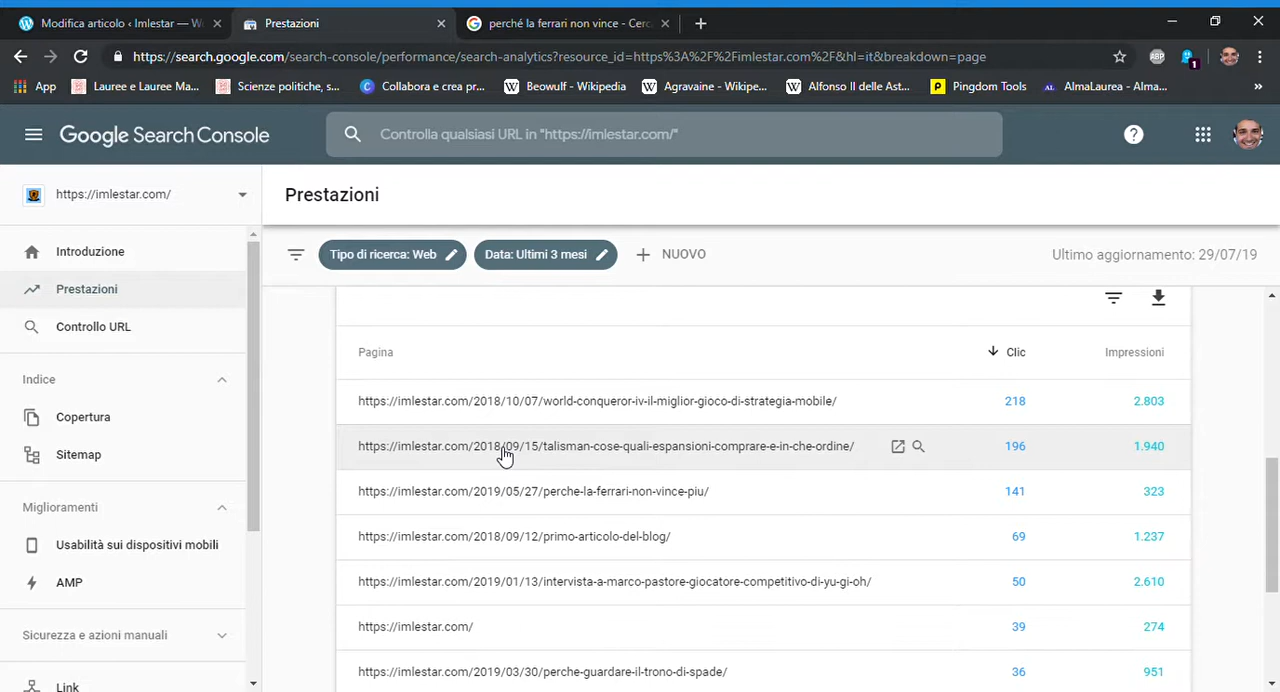 Modifica articolo ‹ Imlestar — W
Prestazioni
perché la ferrari non vince - Cerc
https://search.google.com/search-console/performance/search-analytics?resource_id=https%3A%2F%2Fimlestar.com%2F&hl=it&breakdown=page
ABP
1
App
Lauree e Lauree Ma...
Scienze politiche, s...
Collabora e crea pr...
Beowulf - Wikipedia
Agravaine - Wikipe...
Alfonso II delle Ast...
Pingdom Tools
AlmaLaurea - Alma...
Google Search Console
Controlla qualsiasi URL in "https://imlestar.com/"
https://imlestar.com/
Prestazioni
Introduzione
Prestazioni
Controllo URL
Indice
Copertura
Sitemap
Miglioramenti
Usabilità sui dispositivi mobili
AMP
Sicurezza e azioni manuali
Link
Tipo di ricerca: Web
Data: Ultimi 3 mesi
NUOVO
Ultimo aggiornamento: 29/07/19
Pagina Clic Impressioni
https://imlestar.com/2018/10/07/world-conqueror-iv-il-miglior-gioco-di-strategia-mobile/ 218 2.803
https://imlestar.com/2018/09/15/talisman-cose-quali-espansioni-comprare-e-in-che-ordine/ 196 1.940
https://imlestar.com/2019/05/27/perche-la-ferrari-non-vince-piu/ 141 323
https://imlestar.com/2018/09/12/primo-articolo-del-blog/ 69 1.237
https://imlestar.com/2019/01/13/intervista-a-marco-pastore-giocatore-competitivo-di-yu-gi-oh/ 50 2.610
https://imlestar.com/ 39 274
https://imlestar.com/2019/03/30/perche-guardare-il-trono-di-spade/ 36 951